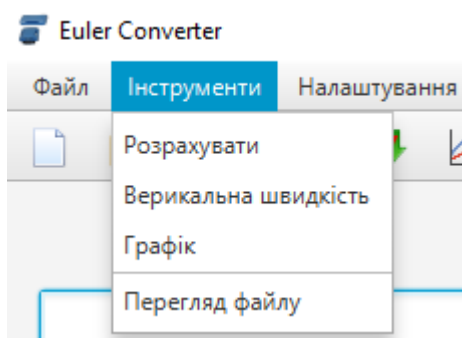 Euler Converter
Файл Інструменти Налаштування
Розрахувати
Верикальна швидкість
Графік
Перегляд файлу